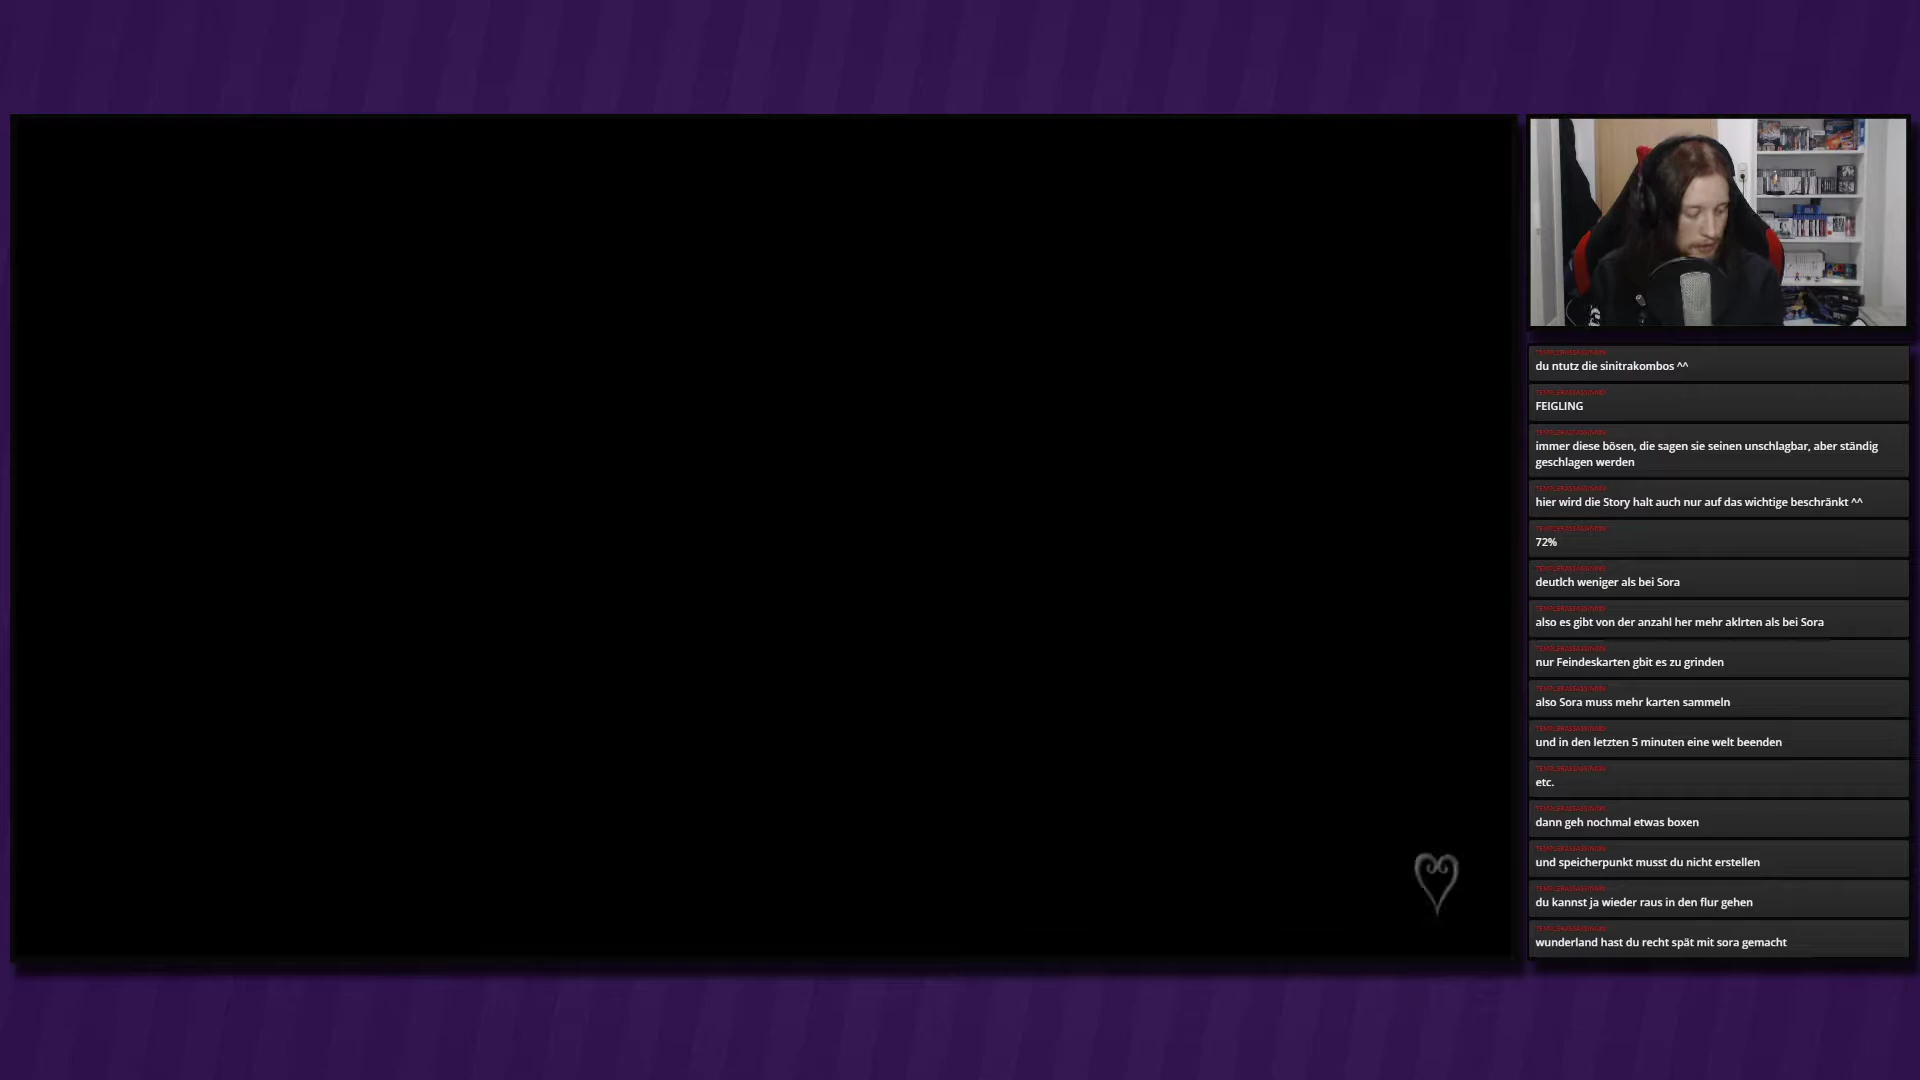 du ntutz die sinitrakombos ^^
FEIGLING
immer diese bösen, die sagen sie seinen unschlagbar, aber ständig
geschlagen werden
hier wird die Story halt auch nur auf das wichtige beschränkt ^^
72%
deutlch weniger als bei Sora
also es gibt von der anzahl her mehr aklrten als bei Sora
nur Feindeskarten gbit es zu grinden
also Sora muss mehr karten sammeln
und in den letzten 5 minuten eine welt beenden
etc.
dann geh nochmal etwas boxen
und speicherpunkt musst du nicht erstellen
du kannst ja wieder raus in den flur gehen
wunderland hast du recht spät mit sora gemacht